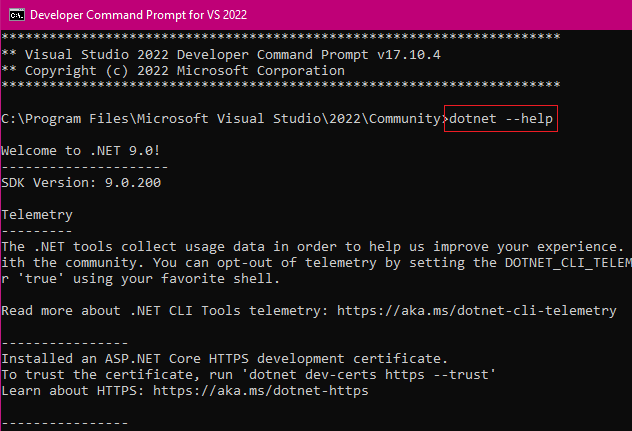 Developer Command Prompt for VS 2022
**********************************************************************
** Visual Studio 2022 Developer Command Prompt v17.10.4
** Copyright (c) 2022 Microsoft Corporation
**********************************************************************
C:\Program Files\Microsoft Visual Studio\2022\Community>dotnet --help
Welcome to .NET 9.0!
---------------------
SDK Version: 9.0.200
Telemetry
---------
The .NET tools collect usage data in order to help us improve your experience.
ith the community. You can opt-out of telemetry by setting the DOTNET_CLI_TELEM
r 'true' using your favorite shell.
Read more about .NET CLI Tools telemetry: https://aka.ms/dotnet-cli-telemetry
----------------
Installed an ASP.NET Core HTTPS development certificate.
To trust the certificate, run 'dotnet dev-certs https --trust'
Learn about HTTPS: https://aka.ms/dotnet-https
----------------